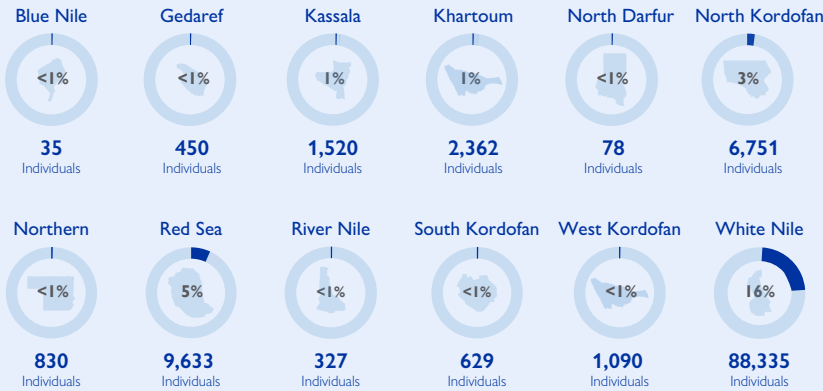 Blue Nile
<1%
35
Individuals
Gedaref
<1%
450
Individuals
Kassala
1%
1,520
Individuals
Khartoum
1%
2,362
Individuals
North Darfur
<1%
78
Individuals
North Kordofan
3%
6,751
Individuals
Northern
<1%
830
Individuals
Red Sea
5%
9,633
Individuals
River Nile
<1%
327
Individuals
South Kordofan
<1%
629
Individuals
West Kordofan
<1%
1,090
Individuals
White Nile
16%
88,335
Individuals